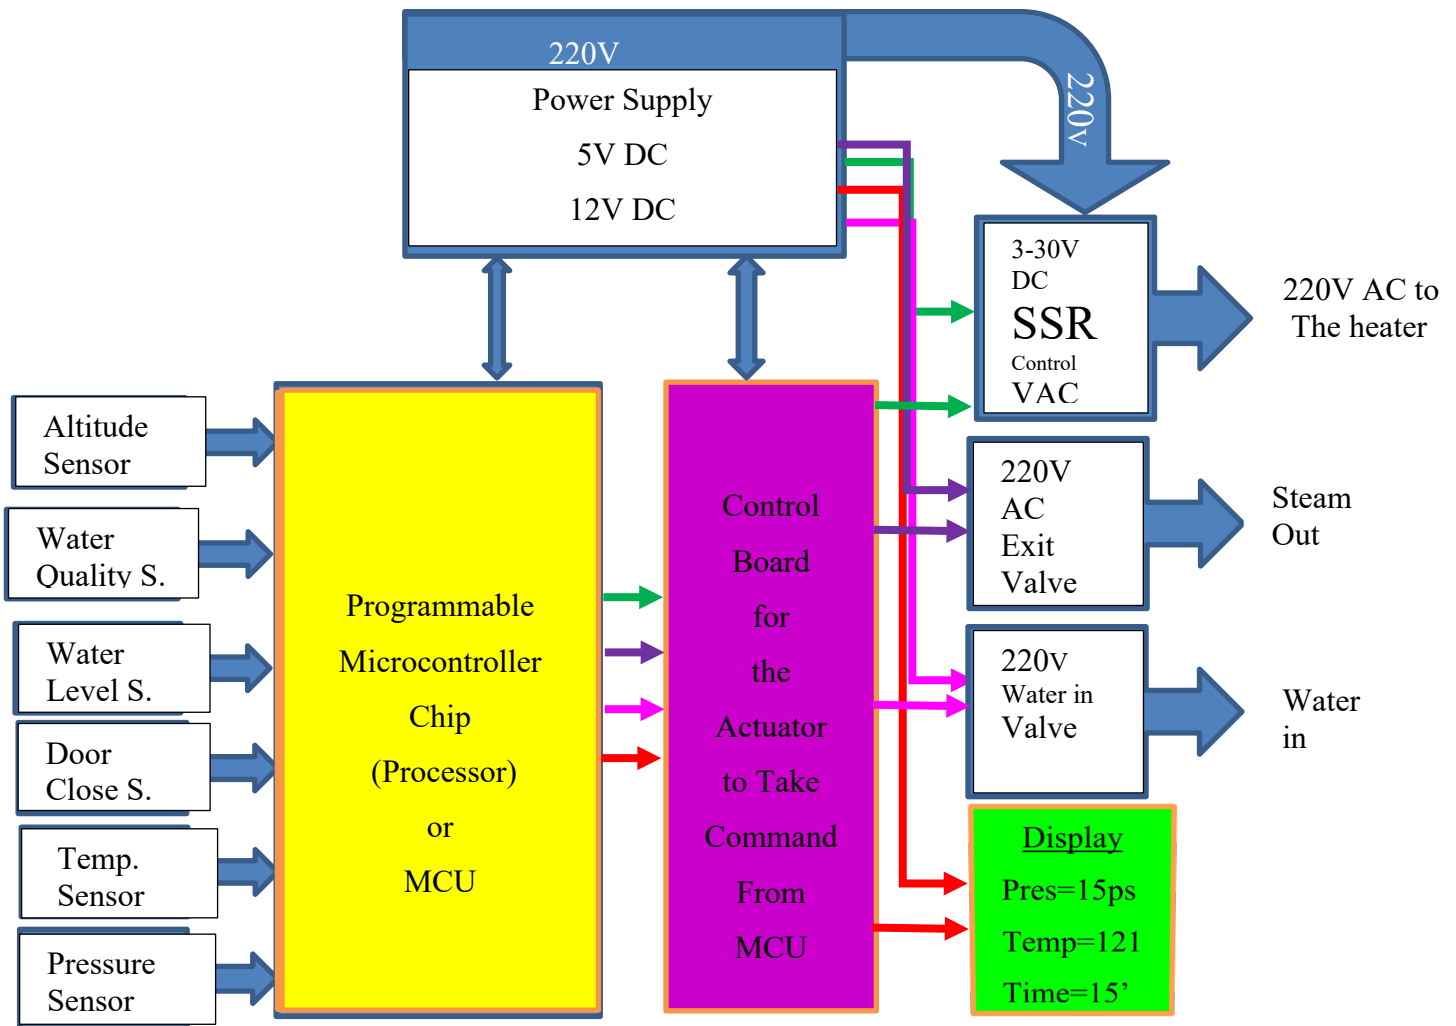 220V
Power Supply
5V DC
12V DC
220v
3-30V
DC
SSR
Control
VAC
220V AC to
The heater
Altitude
Sensor
Water
Quality S.
Water
Level S.
Door
Close S.
Temp.
Sensor
Pressure
Sensor
Programmable
Microcontroller
Chip
(Processor)
or
MCU
Control
Board
for
the
Actuator
to Take
Command
From
MCU
220V
AC
Exit
Valve
Steam
Out
220v
Water in
Valve
Water
in
Display
Pres=15ps
Temp=121
Time=15’